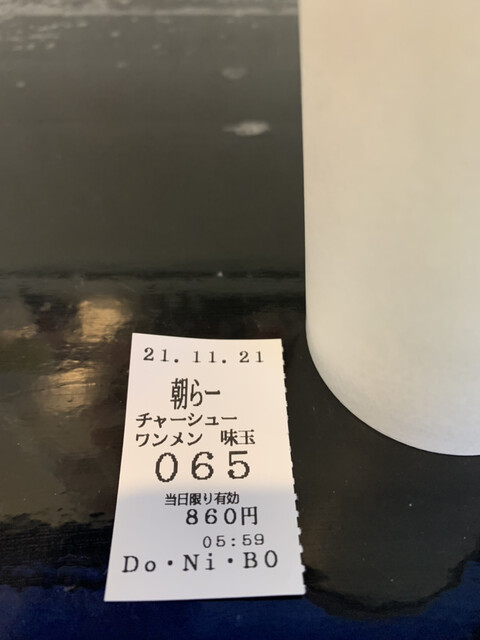 21.11.21
朝らー
チャーシュー
ワンメン 味玉
065
当日限り有効
860円
05:59
Do・Ni・BO